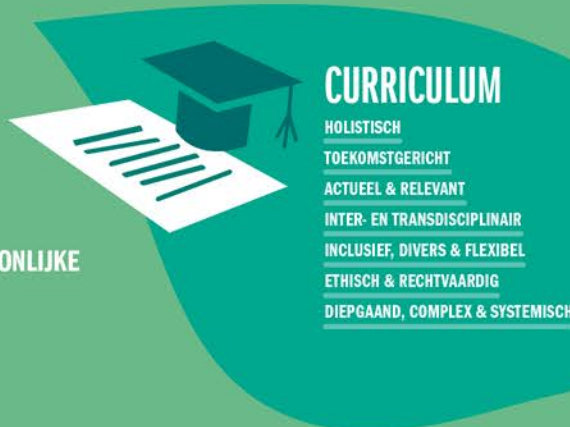 CURRICULUM
HOLISTISCH
TOEKOMSTGERICHT
ACTUEEL & RELEVANT
INTER- EN TRANSDISCIPLINAIR
INCLUSIEF, DIVERS & FLEXIBEL
ETHISCH & RECHTVAARDIG
DIEPGAAND, COMPLEX & SYSTEMISCH
ONLIJKE